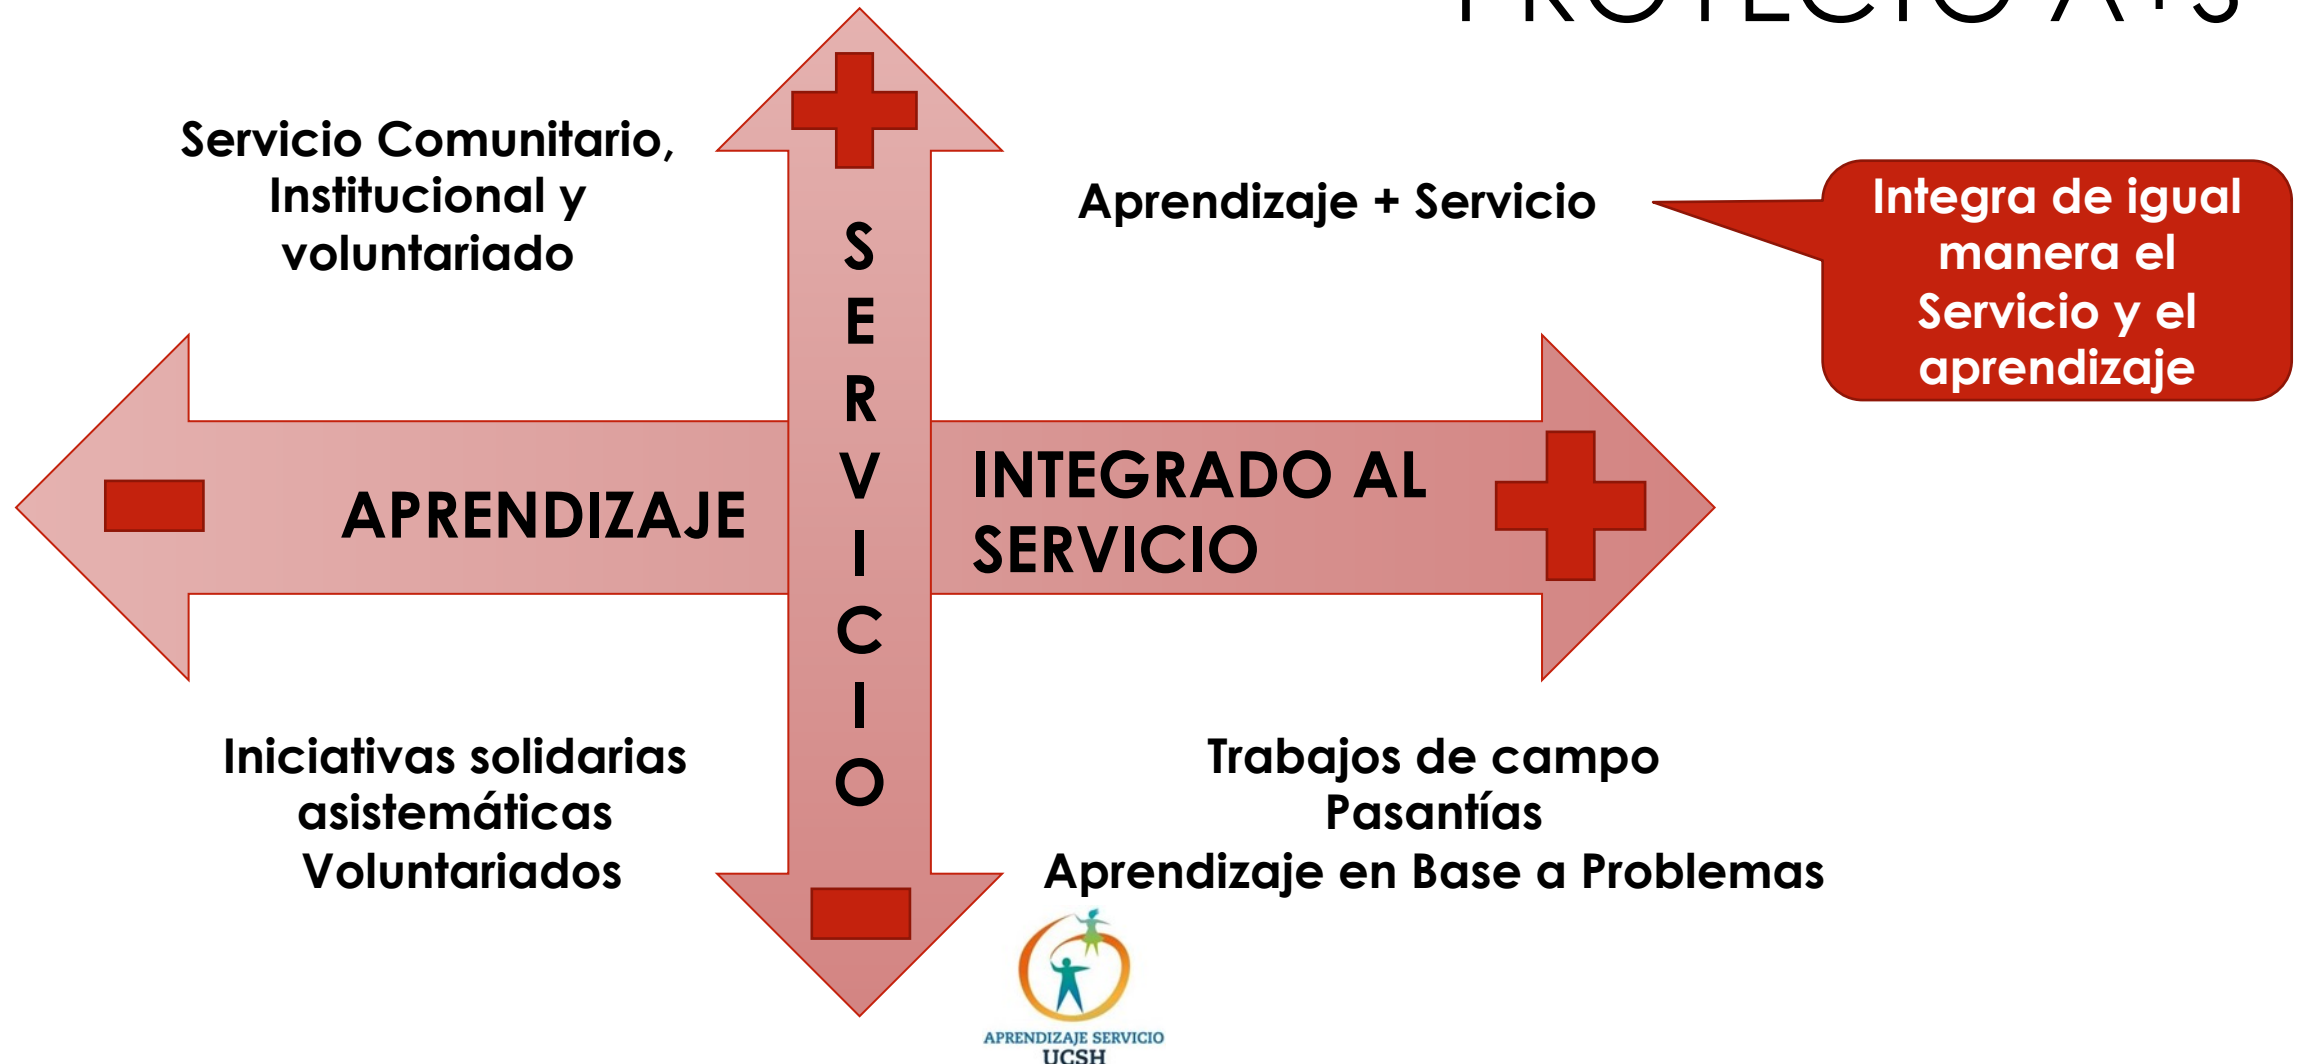 PROYECTO A+S
Servicio Comunitario,
Institucional y
voluntariado
Aprendizaje + Servicio
Integra de igual
manera el
Servicio y el
aprendizaje
S
E
R
V
I
C
I
O
APRENDIZAJE
INTEGRADO AL
SERVICIO
Iniciativas solidarias
asistemáticas
Voluntariados
Trabajos de campo
Pasantías
Aprendizaje en Base a Problemas
APRENDIZAJE SERVICIO
UCSH